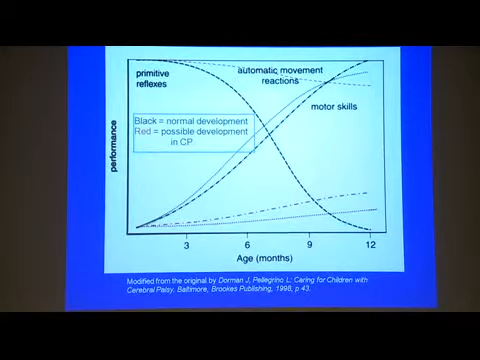 primitive
reflexes
automatic movement
reactions
motor skills
Black = normal development
Red = possible development
in CP
performance
3 6 9 12
Age (months)
Modified from the original by Dorman J, Pellegrino L: Caring for Children with
Cerebral Palsy. Baltimore, Brookes Publishing, 1998, p 43.